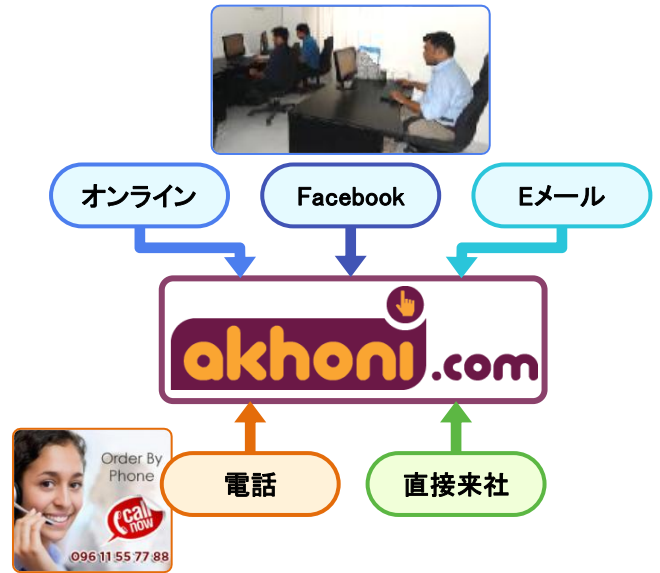 オンライン
Facebook
Eメール
akhoni.com
Order By
Phone
call
now
096 11 55 77 88
電話
直接来社